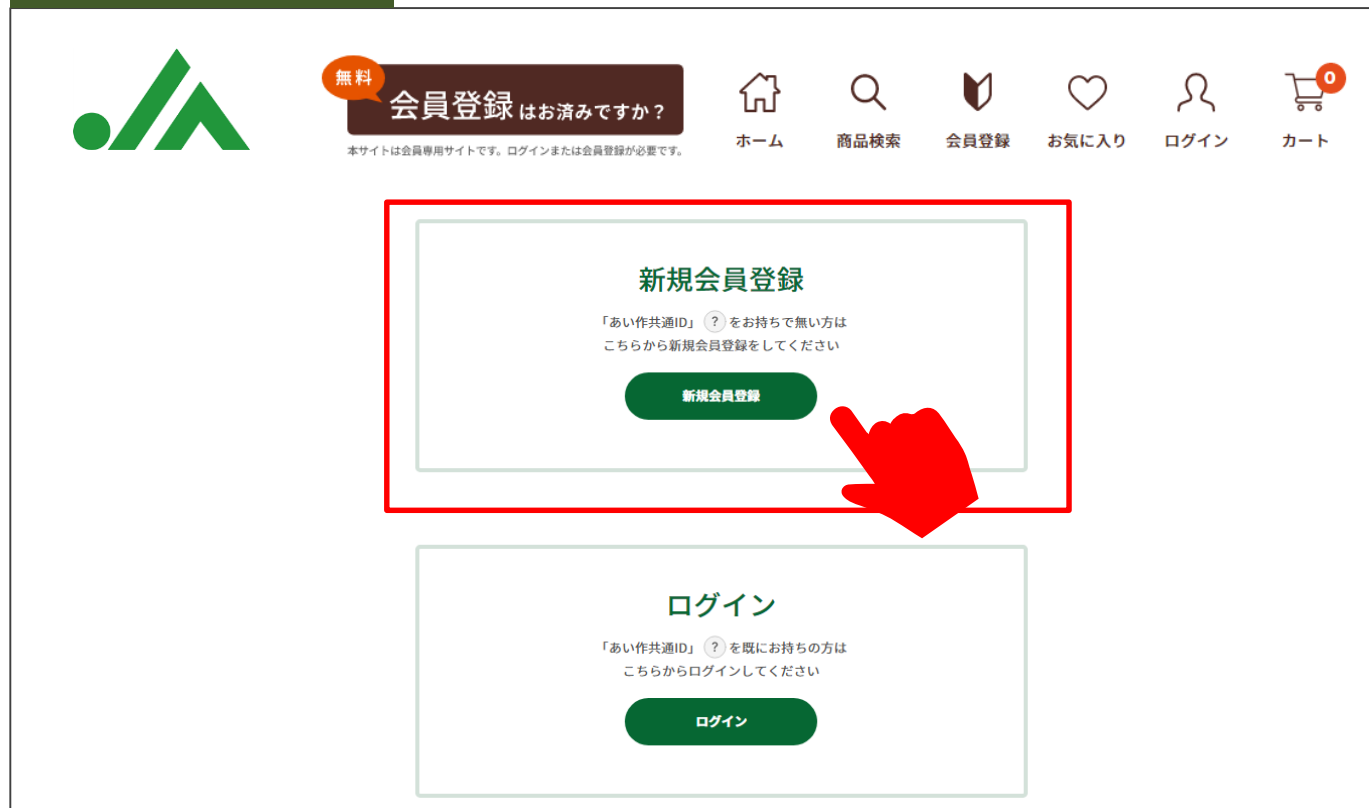 無料
会員登録 はお済みですか？
本サイトは会員専用サイトです。ログインまたは会員登録が必要です。
ホーム
商品検索
会員登録
お気に入り
ログイン
0
カート
新規会員登録
「あい作共通ID」 ? をお持ちで無い方は
こちらから新規会員登録をしてください
新規会員登録
ログイン
「あい作共通ID」 ? を既にお持ちの方は
こちらからログインしてください
ログイン